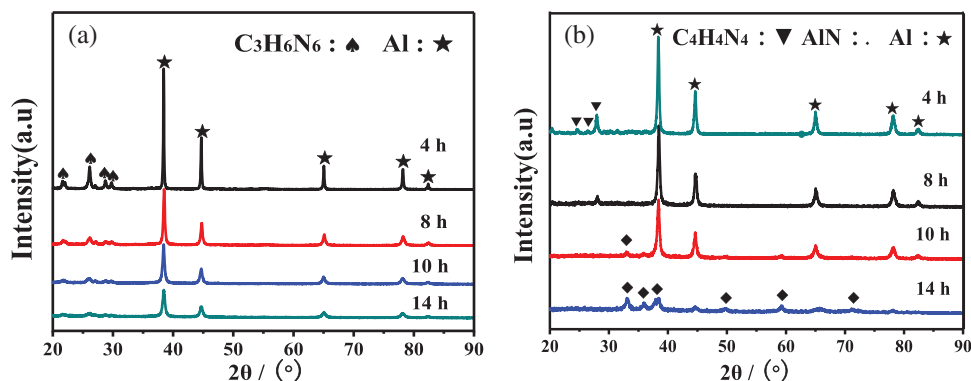 (a)
C3H6N6 : ♠ Al : ★
4 h
8 h
10 h
14 h
Intensity(a.u)
20 30 40 50 60 70 80 90
2θ / (°)
(b)
C4H4N4 : ▼ AlN : . Al : ★
4 h
8 h
10 h
14 h
Intensity(a.u)
20 30 40 50 60 70 80 90
2θ / (°)